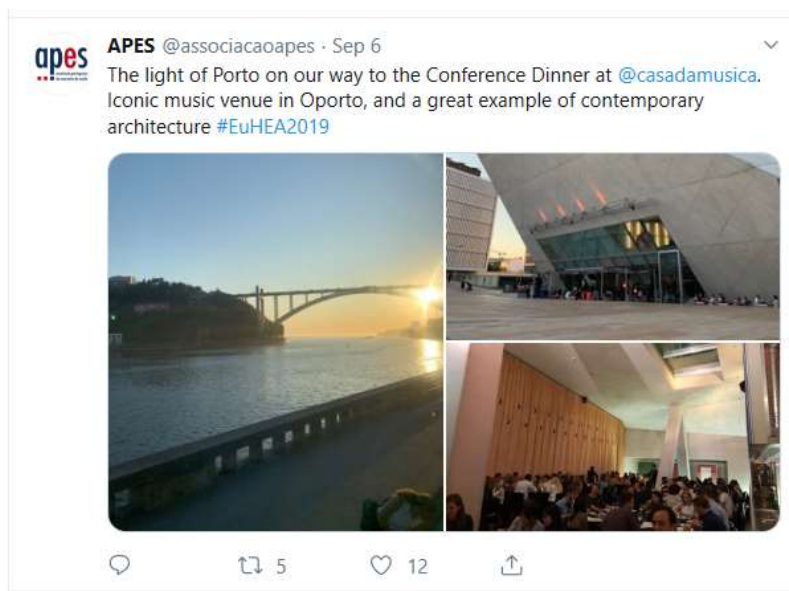 apes
APES @associacaoapes · Sep 6
The light of Porto on our way to the Conference Dinner at @casadamusica.
Iconic music venue in Oporto, and a great example of contemporary
architecture #EuHEA2019
5
12